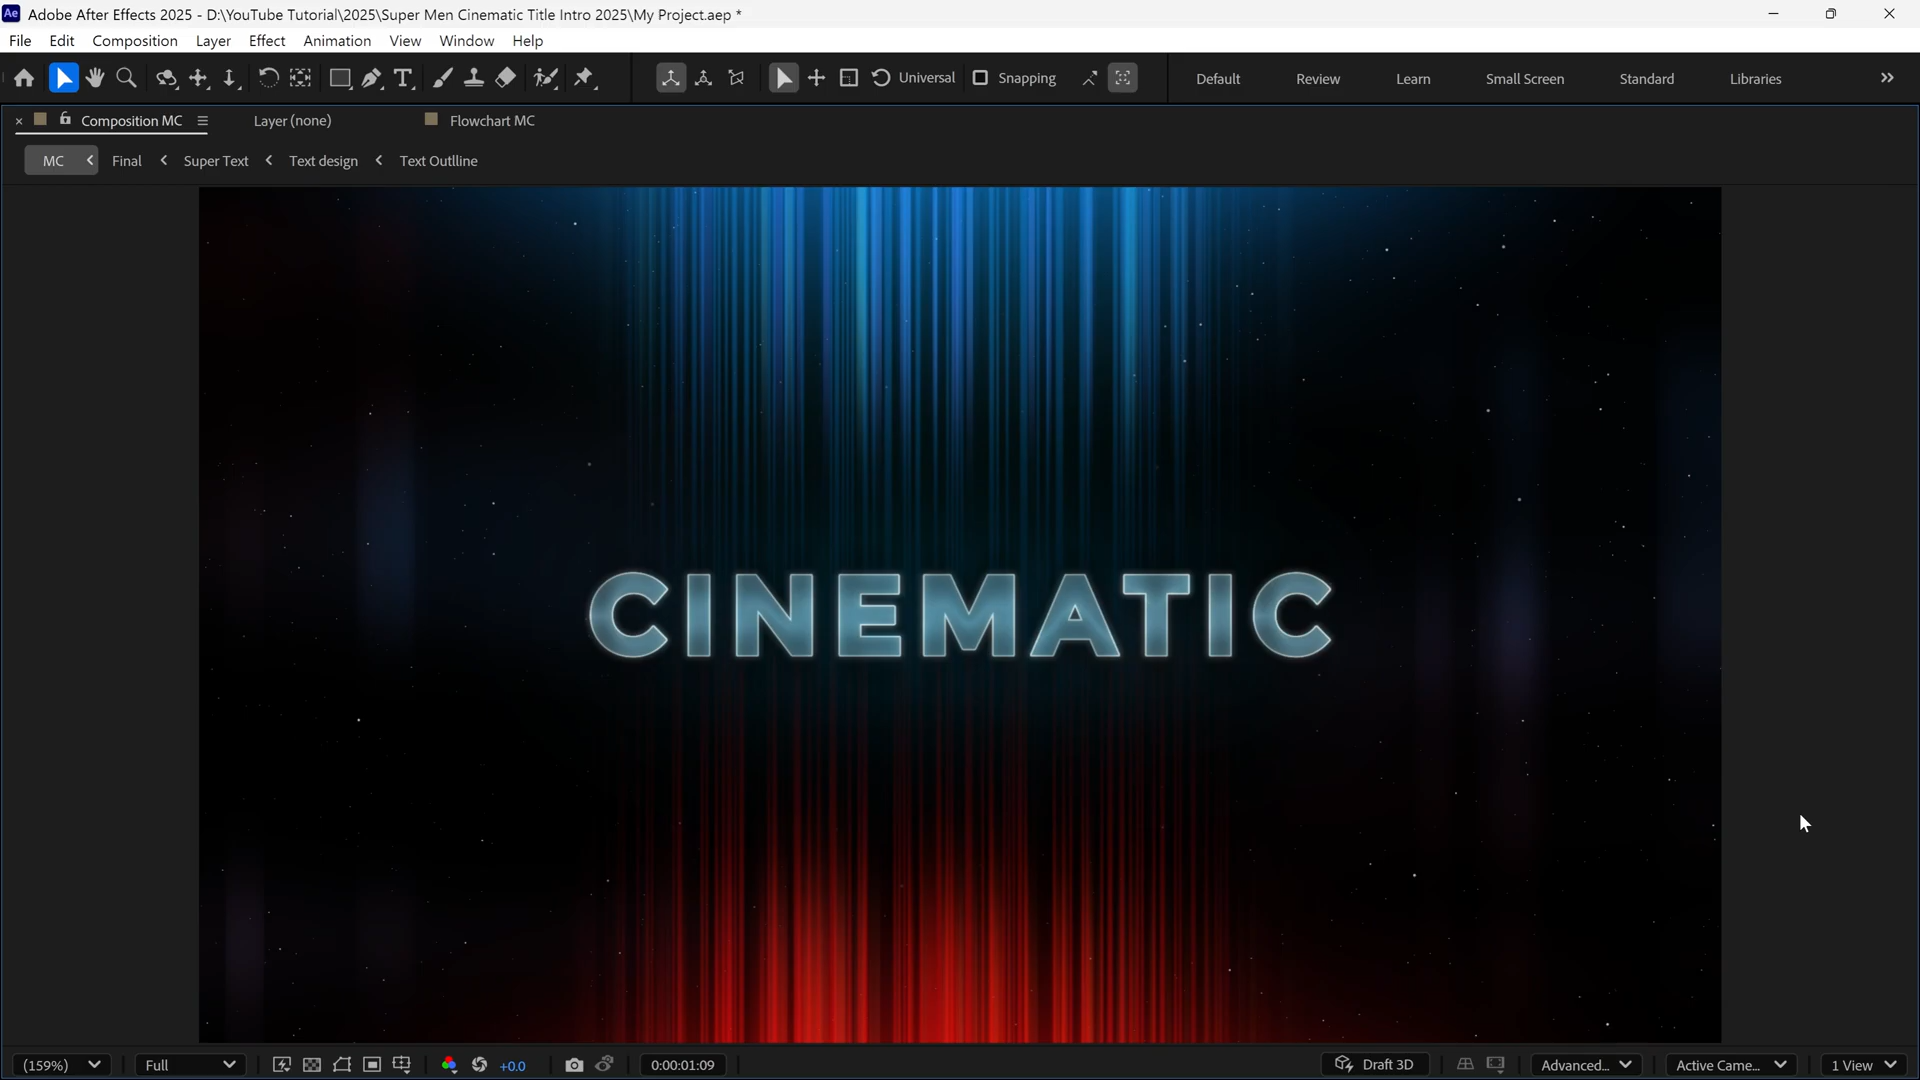 Ae Adobe After Effects 2025 - D:\YouTube Tutorial\2025\Super Men Cinematic Title Intro 2025\My Project.aep *
File Edit Composition Layer Effect Animation View Window Help
Universal Snapping Default Review Learn Small Screen Standard Libraries
Composition MC Layer (none) Flowchart MC
MC Final Super Text Text design Text Outlline
CINEMATIC
(159%) Full +0.0 0:00:01:09 Draft 3D Advanced... Active Came... 1 View